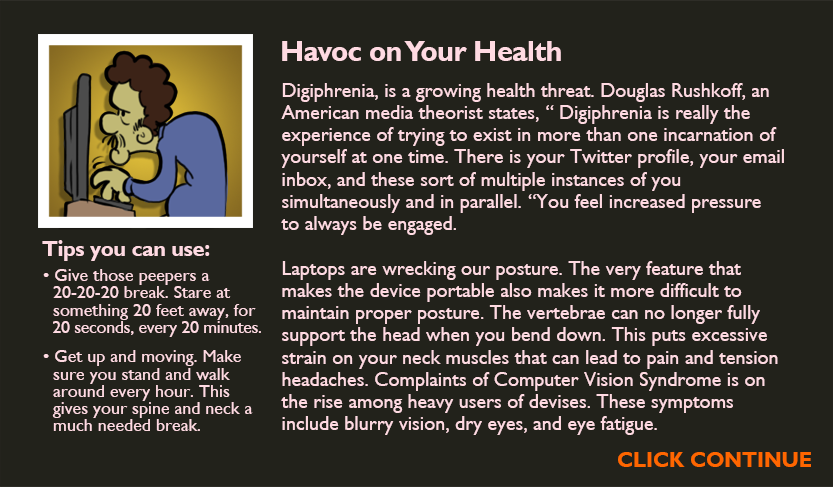 Havoc on Your Health
Digiphrenia, is a growing health threat. Douglas Rushkoff, an
American media theorist states, “ Digiphrenia is really the
experience of trying to exist in more than one incarnation of
yourself at one time. There is your Twitter profile, your email
inbox, and these sort of multiple instances of you
simultaneously and in parallel. “You feel increased pressure
to always be engaged.
Laptops are wrecking our posture. The very feature that
makes the device portable also makes it more difficult to
maintain proper posture. The vertebrae can no longer fully
support the head when you bend down. This puts excessive
strain on your neck muscles that can lead to pain and tension
headaches. Complaints of Computer Vision Syndrome is on
the rise among heavy users of devises. These symptoms
include blurry vision, dry eyes, and eye fatigue.
Tips you can use:
• Give those peepers a
20-20-20 break. Stare at
something 20 feet away, for
20 seconds, every 20 minutes.
• Get up and moving. Make
sure you stand and walk
around every hour. This
gives your spine and neck a
much needed break.
CLICK CONTINUE